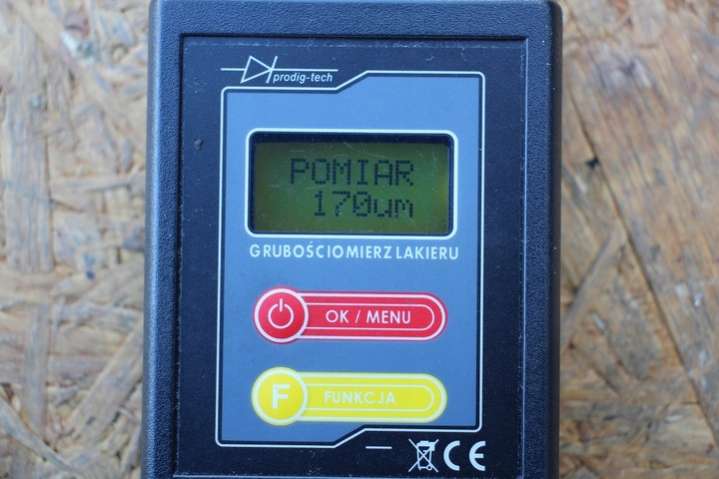 prodig-tech
POMIAR
170um
GRUBOŚCIOMIERZ LAKIERU
OK / MENU
F
FUNKCJA
CE